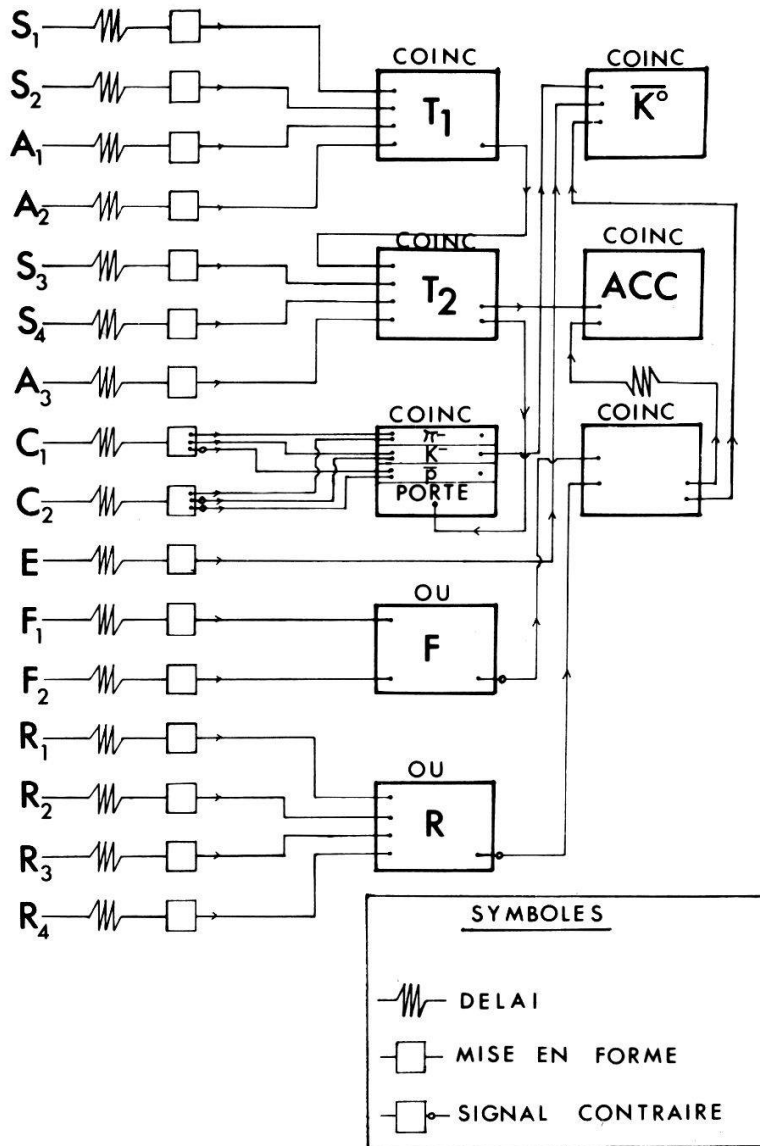 S1
S2
A1
A2
S3
S4
A3
C1
C2
E
F1
F2
R1
R2
R3
R4
COINC
T1
COINC
T2
COINC
π-
K-
p̅
PORTE
OU
F
OU
R
COINC
K̅°
COINC
ACC
COINC
SYMBOLES
DELAI
MISE EN FORME
SIGNAL CONTRAIRE